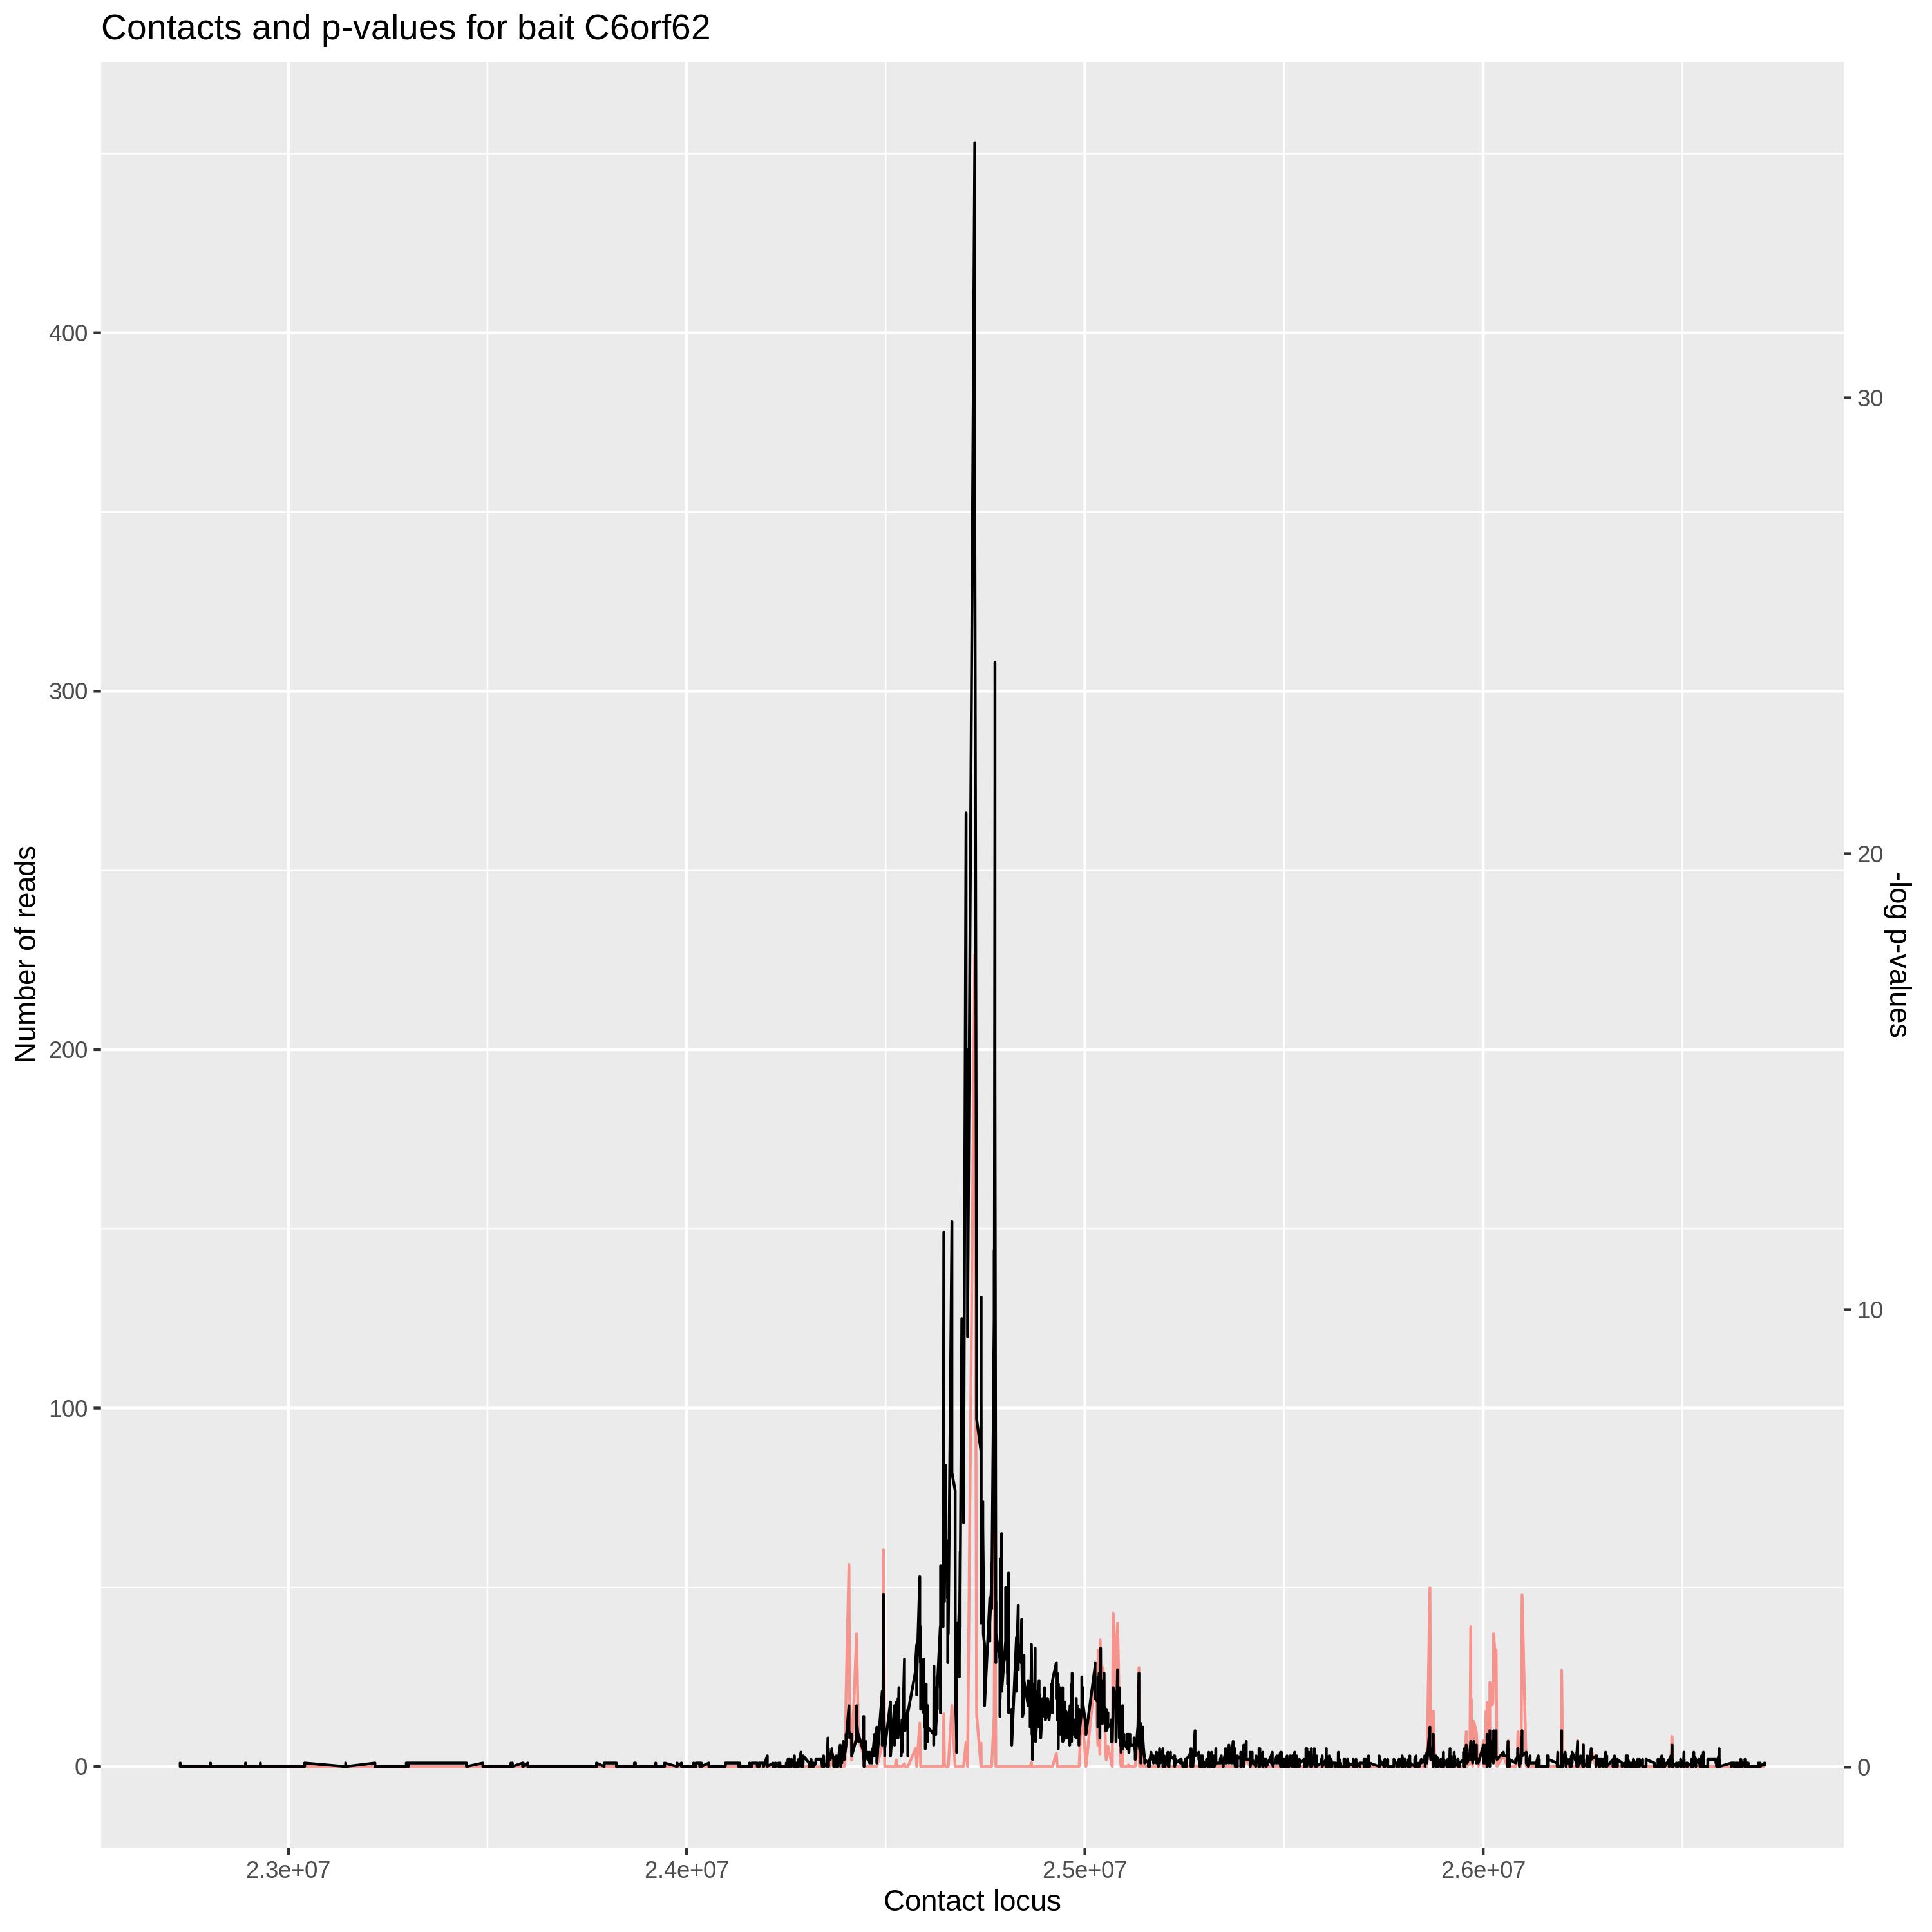 Contacts and p-values for bait C6orf62
Number of reads
400
300
200
100
0
30
20
10
0
-log p-values
2.3e+07
2.4e+07
2.5e+07
2.6e+07
Contact locus